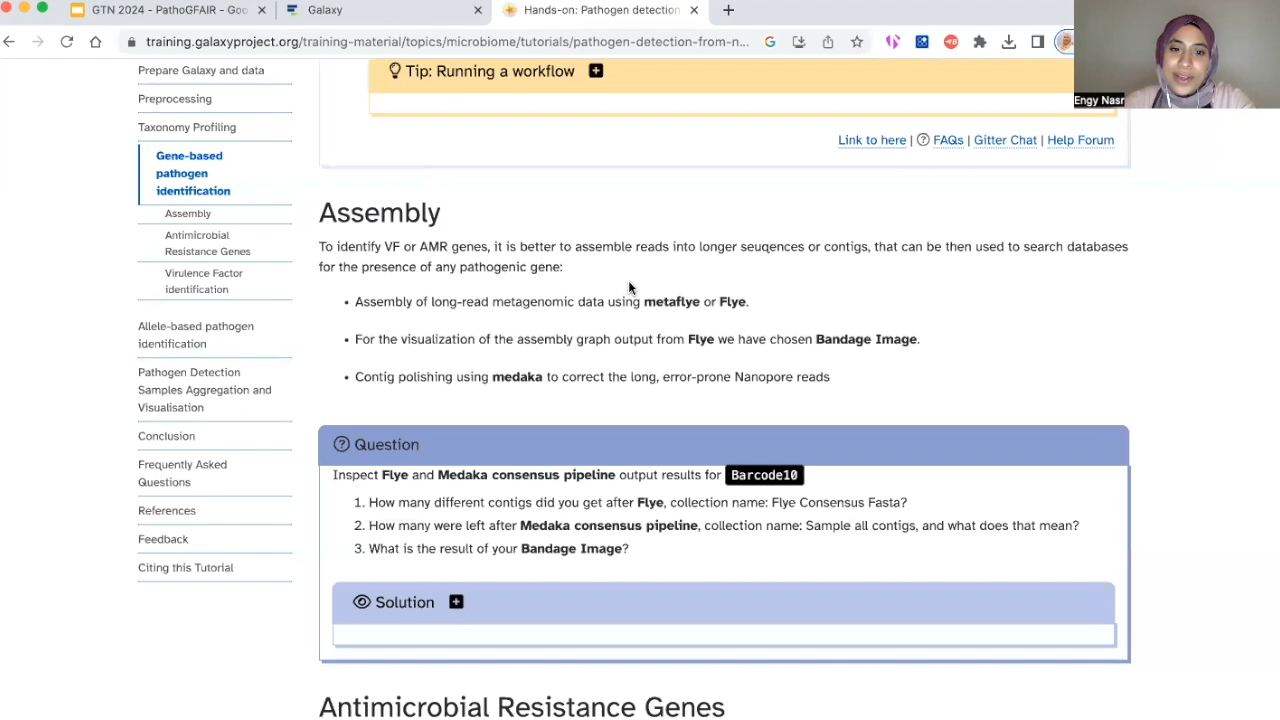 GTN 2024 - PathoGFAIR - Goo
Galaxy
Hands-on: Pathogen detection
training.galaxyproject.org/training-material/topics/microbiome/tutorials/pathogen-detection-from-n...
Engy Nasr
Prepare Galaxy and data
Preprocessing
Taxonomy Profiling
Gene-based
pathogen
identification
Assembly
Antimicrobial
Resistance Genes
Virulence Factor
identification
Allele-based pathogen
identification
Pathogen Detection
Samples Aggregation and
Visualisation
Conclusion
Frequently Asked
Questions
References
Feedback
Citing this Tutorial
Tip: Running a workflow
Link to here | FAQs | Gitter Chat | Help Forum
Assembly
To identify VF or AMR genes, it is better to assemble reads into longer seuqences or contigs, that can be then used to search databases
for the presence of any pathogenic gene:
• Assembly of long-read metagenomic data using metaflye or Flye.
• For the visualization of the assembly graph output from Flye we have chosen Bandage Image.
• Contig polishing using medaka to correct the long, error-prone Nanopore reads
Question
Inspect Flye and Medaka consensus pipeline output results for Barcode10
1. How many different contigs did you get after Flye, collection name: Flye Consensus Fasta?
2. How many were left after Medaka consensus pipeline, collection name: Sample all contigs, and what does that mean?
3. What is the result of your Bandage Image?
Solution
Antimicrobial Resistance Genes